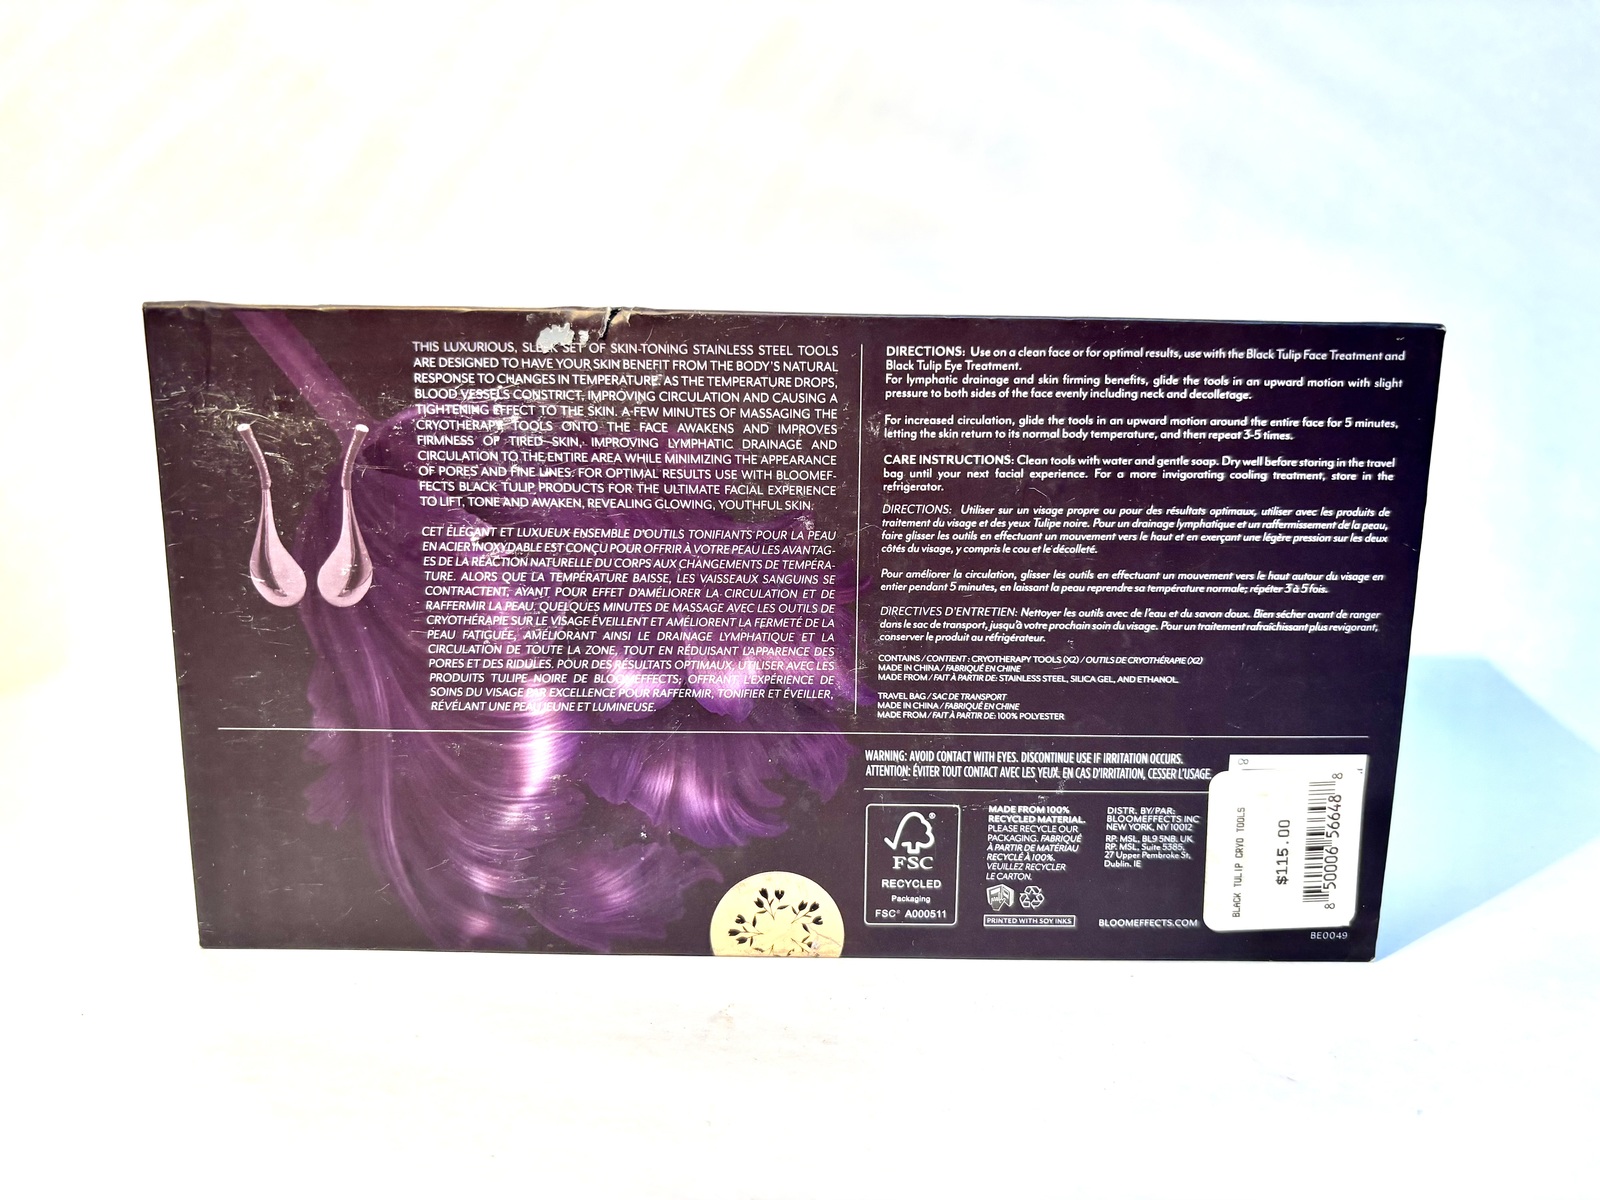 THIS LUXURIOUS, SLEEK SET OF SKIN-TONING STAINLESS STEEL TOOLS
ARE DESIGNED TO HAVE YOUR SKIN BENEFIT FROM THE BODY'S NATURAL
RESPONSE TO CHANGES IN TEMPERATURE. AS THE TEMPERATURE DROPS,
BLOOD VESSELS CONSTRICT, IMPROVING CIRCULATION AND CAUSING A
TIGHTENING EFFECT TO THE SKIN. A FEW MINUTES OF MASSAGING THE
CRYOTHERAPY TOOLS ONTO THE FACE AWAKENS AND IMPROVES
FIRMNESS OF TIRED SKIN, IMPROVING LYMPHATIC DRAINAGE AND
CIRCULATION TO THE ENTIRE AREA WHILE MINIMIZING THE APPEARANCE
OF PORES AND FINE LINES. FOR OPTIMAL RESULTS USE WITH BLOOMEF-
FECTS BLACK TULIP PRODUCTS FOR THE ULTIMATE FACIAL EXPERIENCE
TO LIFT, TONE AND AWAKEN, REVEALING GLOWING, YOUTHFUL SKIN.
CET ÉLÉGANT ET LUXUEUX ENSEMBLE D'OUTILS TONIFIANTS POUR LA PEAU
EN ACIER INOXYDABLE EST CONÇU POUR OFFRIR À VOTRE PEAU LES AVANTAG-
ES DE LA RÉACTION NATURELLE DU CORPS AUX CHANGEMENTS DE TEMPÉRA-
TURE. ALORS QUE LA TEMPÉRATURE BAISSE, LES VAISSEAUX SANGUINS SE
CONTRACTENT, AYANT POUR EFFET D'AMÉLIORER LA CIRCULATION ET DE
RAFFERMIR LA PEAU. QUELQUES MINUTES DE MASSAGE AVEC LES OUTILS DE
CRYOTHÉRAPIE SUR LE VISAGE ÉVEILLENT ET AMÉLIORENT LA FERMETÉ DE LA
PEAU FATIGUÉE, AMÉLIORANT AINSI LE DRAINAGE LYMPHATIQUE ET LA
CIRCULATION DE TOUTE LA ZONE, TOUT EN RÉDUISANT L'APPARENCE DES
PORES ET DES RIDULES. POUR DES RÉSULTATS OPTIMAUX, UTILISER AVEC LES
PRODUITS TULIPE NOIRE DE BLOOMEFFECTS, OFFRANT L'EXPÉRIENCE DE
SOINS DU VISAGE PAR EXCELLENCE POUR RAFFERMIR, TONIFIER ET ÉVEILLER,
RÉVÉLANT UNE PEAU JEUNE ET LUMINEUSE.
DIRECTIONS: Use on a clean face or for optimal results, use with the Black Tulip Face Treatment and
Black Tulip Eye Treatment.
For lymphatic drainage and skin firming benefits, glide the tools in an upward motion with slight
pressure to both sides of the face evenly including neck and decolletage.
For increased circulation, glide the tools in an upward motion around the entire face for 5 minutes,
letting the skin return to its normal body temperature, and then repeat 3-5 times.
CARE INSTRUCTIONS: Clean tools with water and gentle soap. Dry well before storing in the travel
bag until your next facial experience. For a more invigorating cooling treatment, store in the
refrigerator.
DIRECTIONS: Utiliser sur un visage propre ou pour des résultats optimaux, utiliser avec les produits de
traitement du visage et des yeux Tulipe noire. Pour un drainage lymphatique et un raffermissement de la peau,
faire glisser les outils en effectuant un mouvement vers le haut et en exerçant une légère pression sur les deux
côtés du visage, y compris le cou et le décolleté.
Pour améliorer la circulation, glisser les outils en effectuant un mouvement vers le haut autour du visage en
entier pendant 5 minutes, en laissant la peau reprendre sa température normale; répéter 3 à 5 fois.
DIRECTIVES D'ENTRETIEN: Nettoyer les outils avec de l'eau et du savon doux. Bien sécher avant de ranger
dans le sac de transport, jusqu'à votre prochain soin du visage. Pour un traitement rafraîchissant plus revigorant,
conserver le produit au réfrigérateur.
CONTAINS / CONTENT : CRYOTHERAPY TOOLS (X2) / OUTILS DE CRYOTHÉRAPIE (X2)
MADE IN CHINA / FABRIQUÉ EN CHINE
MADE FROM / FAIT À PARTIR DE: STAINLESS STEEL, SILICA GEL, AND ETHANOL.
TRAVEL BAG / SAC DE TRANSPORT
MADE IN CHINA / FABRIQUÉ EN CHINE
MADE FROM / FAIT À PARTIR DE: 100% POLYESTER
WARNING: AVOID CONTACT WITH EYES. DISCONTINUE USE IF IRRITATION OCCURS.
ATTENTION: ÉVITER TOUT CONTACT AVEC LES YEUX. EN CAS D'IRRITATION, CESSER L'USAGE.
FSC
RECYCLED
Packaging
FSC® A000511
MADE FROM 100%
RECYCLED MATERIAL.
PLEASE RECYCLE OUR
PACKAGING. FABRIQUÉ
À PARTIR DE MATÉRIAU
RECYCLÉ À 100%.
VEUILLEZ RECYCLER
LE CARTON.
PRINTED WITH SOY INKS
DISTR. BY/PAR:
BLOOMEFFECTS INC
NEW YORK, NY 10012
RP: MSL, BL9 5NB. UK
RP: MSL, Suite 5385,
27 Upper Pembroke St,
Dublin. IE
BLOOMEFFECTS.COM
BLACK TULIP CRYO TOOLS
$115.00
8 50006 56648 8
8
BE0049